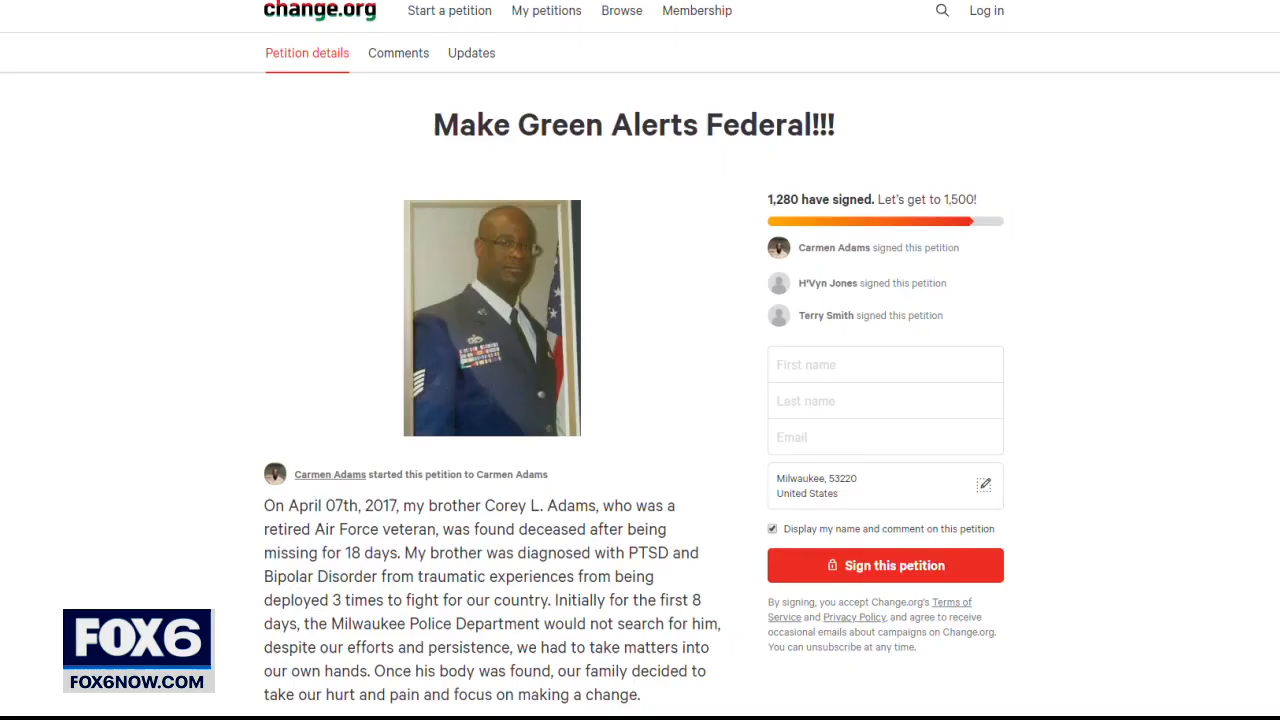 change.org
Start a petition My petitions Browse Membership Log in
Petition details Comments Updates
Make Green Alerts Federal!!!
1,280 have signed. Let's get to 1,500!
Carmen Adams signed this petition
H'Vyn Jones signed this petition
Terry Smith signed this petition
First name
Last name
Email
Milwaukee, 53220
United States
Display my name and comment on this petition
Sign this petition
By signing, you accept Change.org's Terms of
Service and Privacy Policy, and agree to receive
occasional emails about campaigns on Change.org.
You can unsubscribe at any time.
Carmen Adams started this petition to Carmen Adams
On April 07th, 2017, my brother Corey L. Adams, who was a
retired Air Force veteran, was found deceased after being
missing for 18 days. My brother was diagnosed with PTSD and
Bipolar Disorder from traumatic experiences from being
deployed 3 times to fight for our country. Initially for the first 8
days, the Milwaukee Police Department would not search for him,
despite our efforts and persistence, we had to take matters into
our own hands. Once his body was found, our family decided to
take our hurt and pain and focus on making a change.
FOX6
FOX6NOW.COM